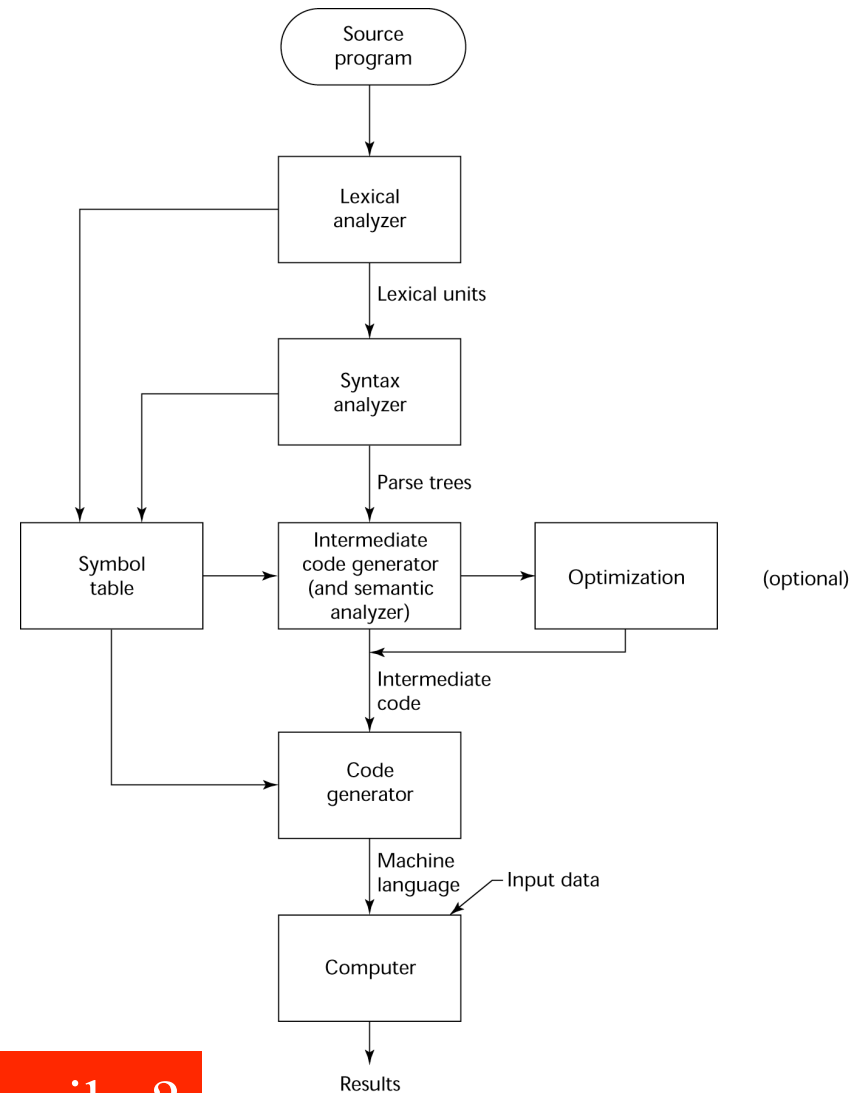 Source
program
Lexical
analyzer
Lexical units
Syntax
analyzer
Parse trees
Symbol
table
Intermediate
code generator
(and semantic
analyzer)
Optimization
(optional)
Intermediate
code
Code
generator
Machine
language
Input data
Computer
Results